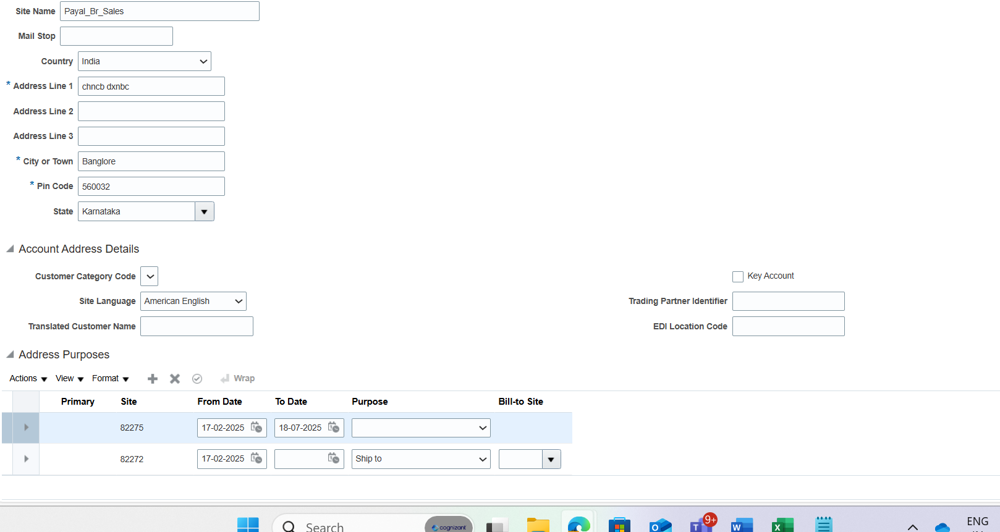 Site Name Payal_Br_Sales
Mail Stop
Country India
* Address Line 1 chncb dxnbc
Address Line 2
Address Line 3
* City or Town Banglore
* Pin Code 560032
State Karnataka
Account Address Details
Customer Category Code
Key Account
Site Language American English
Trading Partner Identifier
Translated Customer Name
EDI Location Code
Address Purposes
Actions View Format Wrap
Primary Site From Date To Date Purpose Bill-to Site
82275 17-02-2025 18-07-2025
82272 17-02-2025 Ship to
Search cognizant 9+ ENG